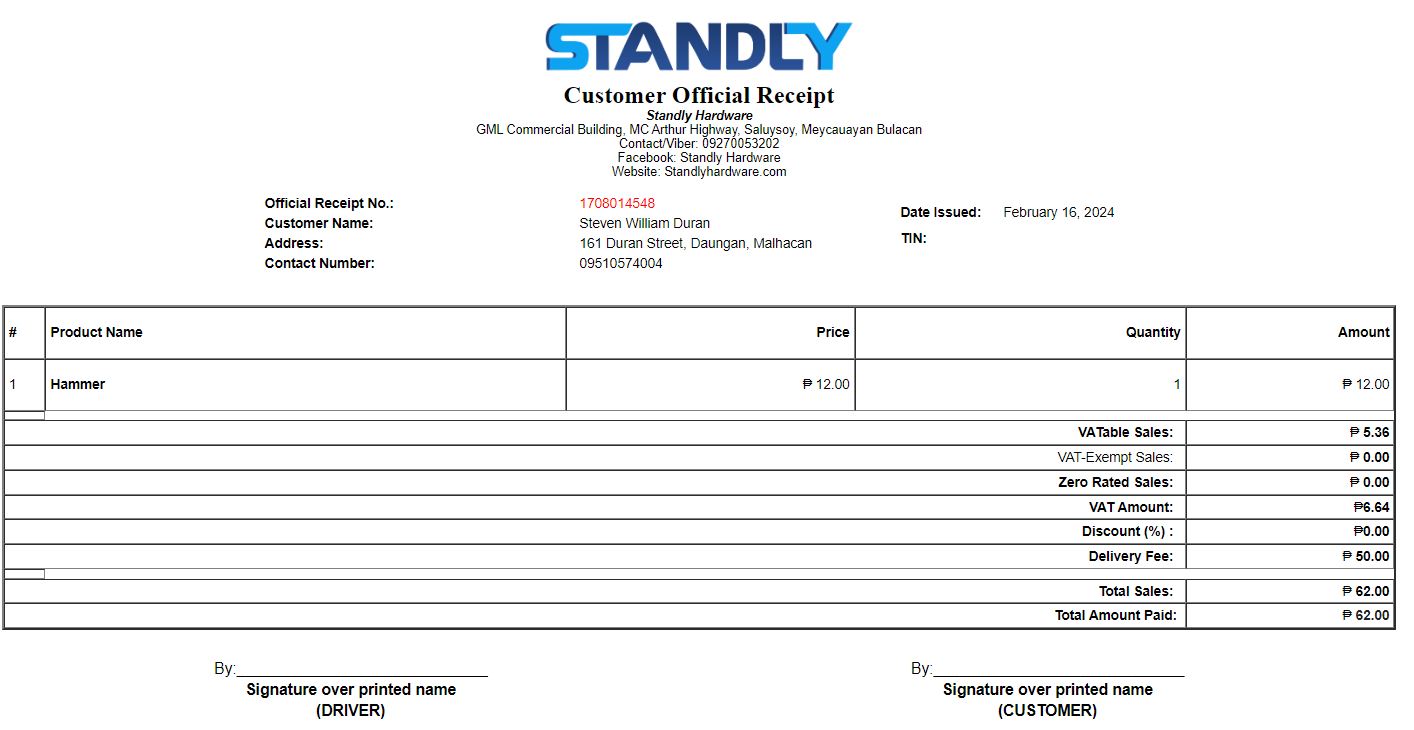 STANDLY
Customer Official Receipt
Standly Hardware
GML Commercial Building, MC Arthur Highway, Saluysoy, Meycauayan Bulacan
Contact/Viber: 09270053202
Facebook: Standly Hardware
Website: Standlyhardware.com
Official Receipt No.: 1708014548
Customer Name: Steven William Duran
Address: 161 Duran Street, Daungan, Malhacan
Contact Number: 09510574004
Date Issued: February 16, 2024
TIN:
# Product Name Price Quantity Amount
1 Hammer ₱ 12.00 1 ₱ 12.00
VATable Sales: ₱ 5.36
VAT-Exempt Sales: ₱ 0.00
Zero Rated Sales: ₱ 0.00
VAT Amount: ₱6.64
Discount (%) : ₱0.00
Delivery Fee: ₱ 50.00
Total Sales: ₱ 62.00
Total Amount Paid: ₱ 62.00
By:______________________________ By:______________________________
Signature over printed name Signature over printed name
(DRIVER) (CUSTOMER)